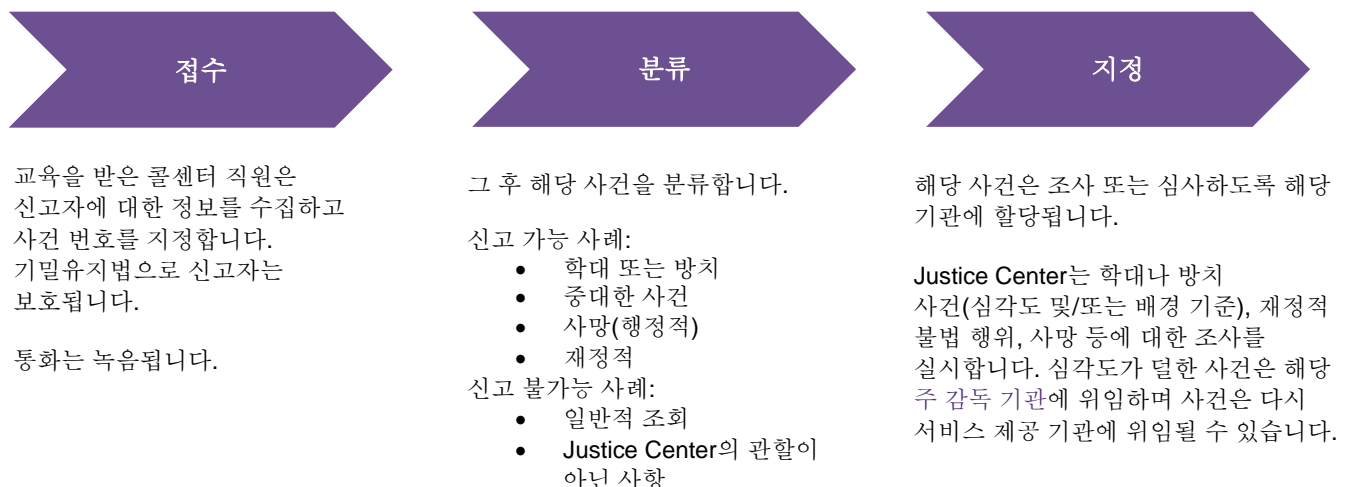 접수
교육을 받은 콜센터 직원은
신고자에 대한 정보를 수집하고
사건 번호를 지정합니다.
기밀유지법으로 신고자는
보호됩니다.
통화는 녹음됩니다.
분류
그 후 해당 사건을 분류합니다.
신고 가능 사례:
• 학대 또는 방치
• 중대한 사건
• 사망(행정적)
• 재정적
신고 불가능 사례:
• 일반적 조회
• Justice Center의 관할이
아닌 사항
지정
해당 사건은 조사 또는 심사하도록 해당
기관에 할당됩니다.
Justice Center는 학대나 방치
사건(심각도 및/또는 배경 기준), 재정적
불법 행위, 사망 등에 대한 조사를
실시합니다. 심각도가 덜한 사건은 해당
주 감독 기관에 위임하며 사건은 다시
서비스 제공 기관에 위임될 수 있습니다.